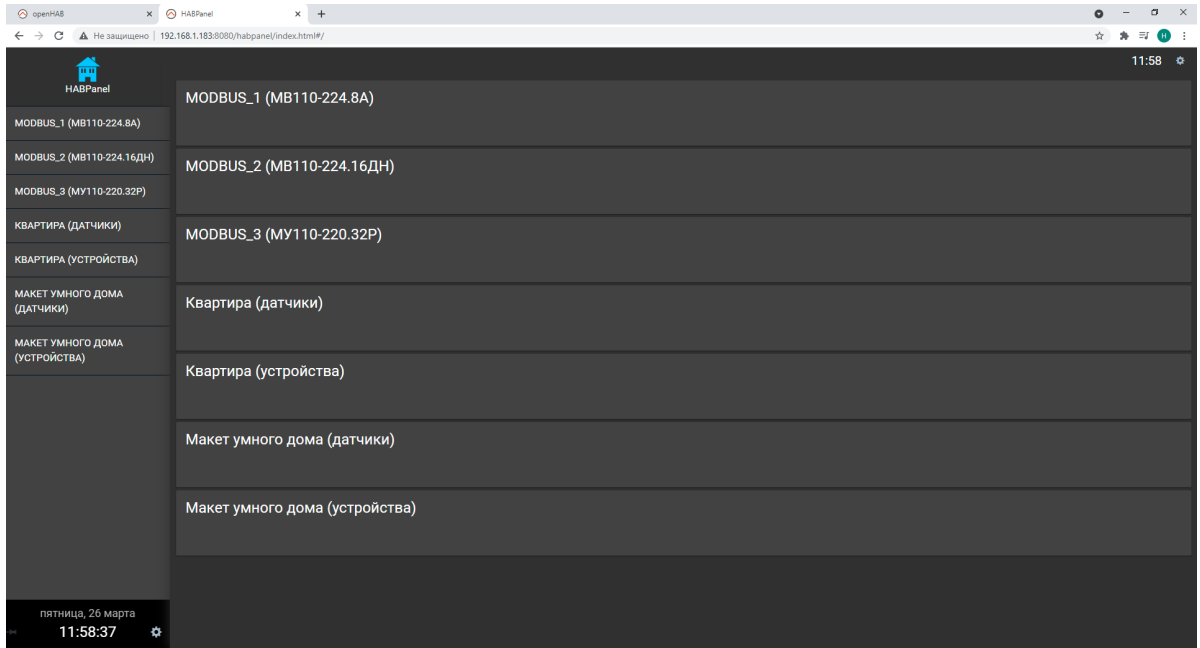 openHAB
HABPanel
Не защищено
192.168.1.183:8080/habpanel/index.html#/
H
HABPanel
11:58
MODBUS_1 (МВ110-224.8А)
MODBUS_2 (МВ110-224.16ДН)
MODBUS_3 (МУ110-220.32Р)
КВАРТИРА (ДАТЧИКИ)
КВАРТИРА (УСТРОЙСТВА)
МАКЕТ УМНОГО ДОМА
(ДАТЧИКИ)
МАКЕТ УМНОГО ДОМА
(УСТРОЙСТВА)
MODBUS_1 (МВ110-224.8А)
MODBUS_2 (МВ110-224.16ДН)
MODBUS_3 (МУ110-220.32Р)
Квартира (датчики)
Квартира (устройства)
Макет умного дома (датчики)
Макет умного дома (устройства)
пятница, 26 марта
11:58:37